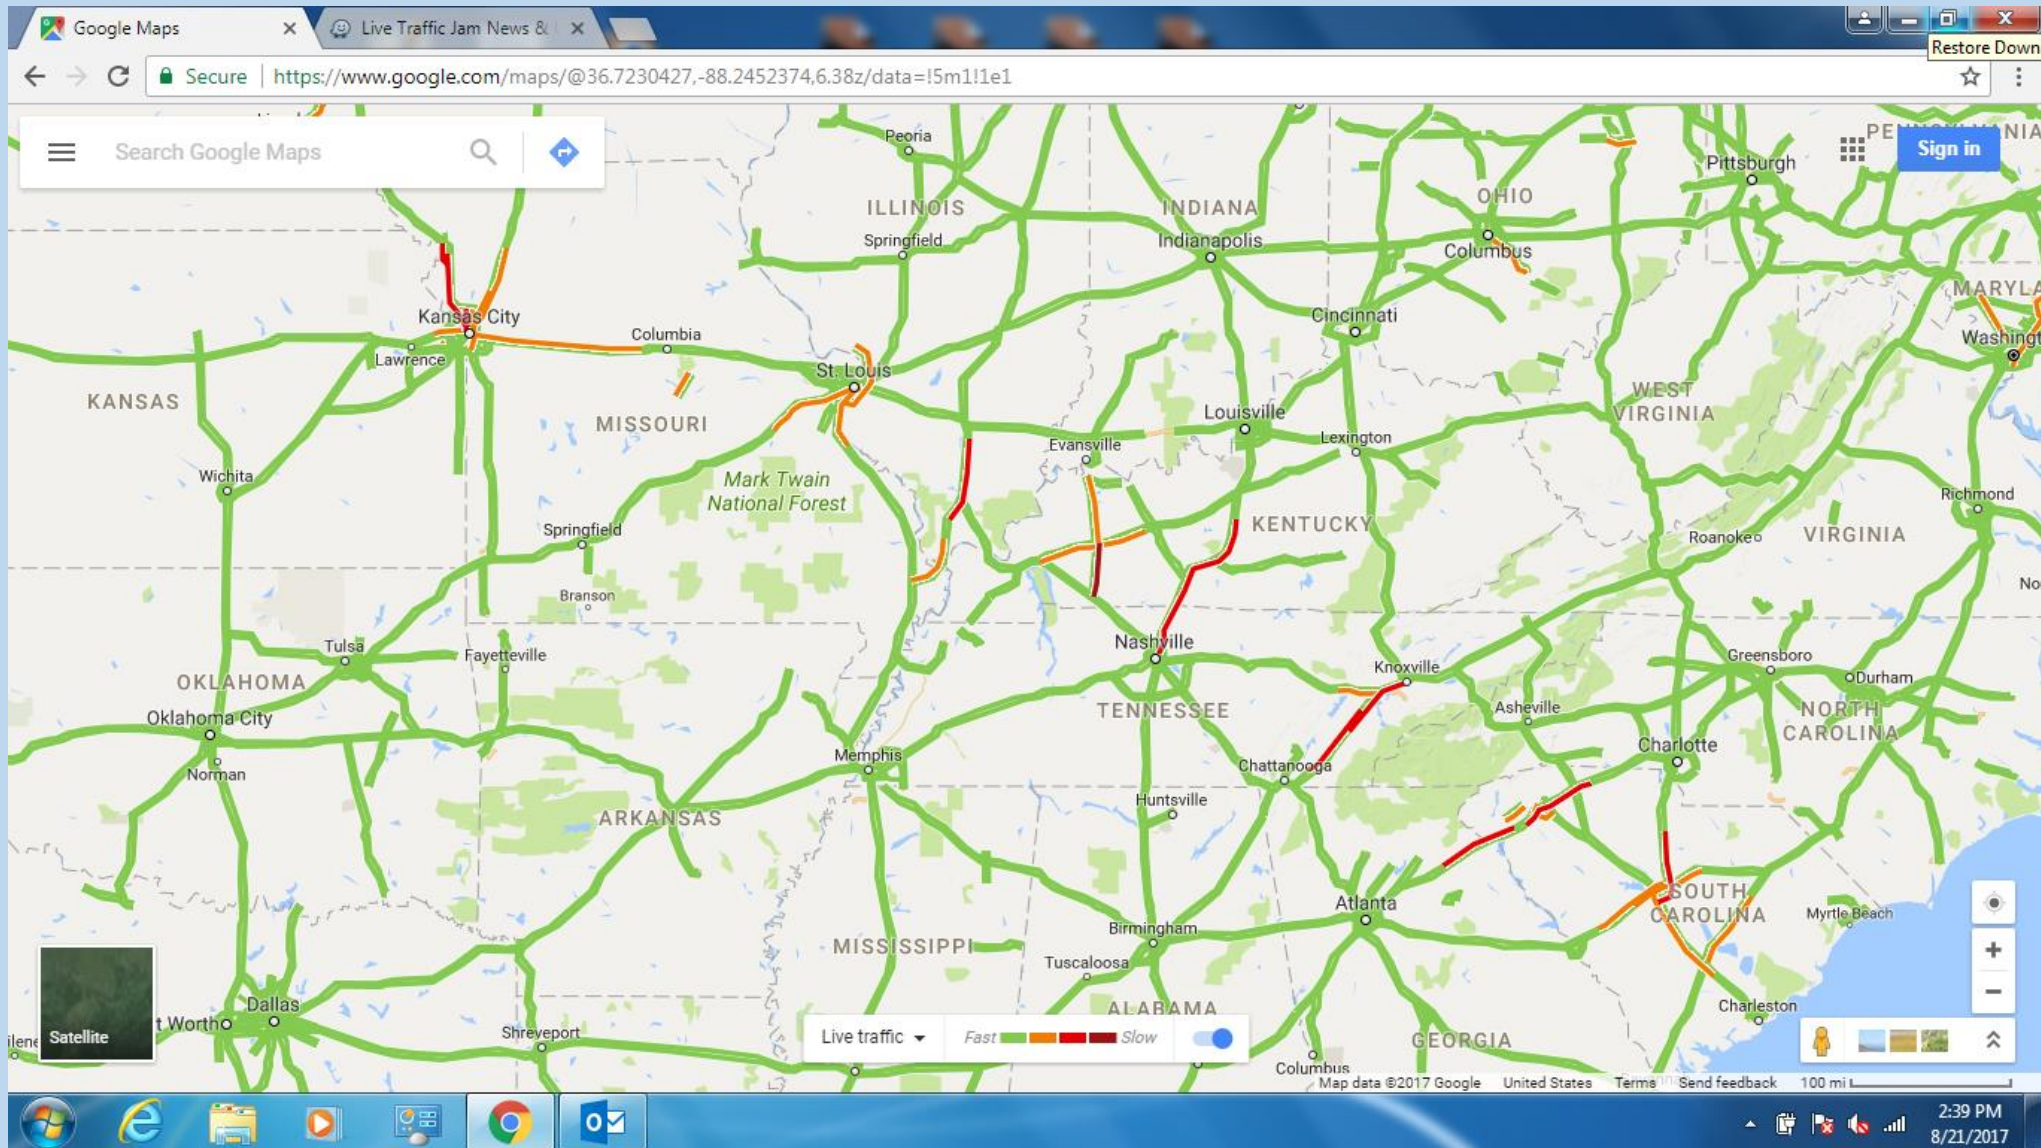 Google Maps
Live Traffic Jam News &
Restore Down
Secure
https://www.google.com/maps/@36.7230427,-88.2452374,6.38z/data=!5m1!1e1
Search Google Maps
Sign in
Peoria
Pittsburgh
ILLINOIS
INDIANA
OHIO
Springfield
Indianapolis
Columbus
MARYLA
Kansas City
Columbia
Cincinnati
Washingt
Lawrence
St. Louis
KANSAS
MISSOURI
WEST
VIRGINIA
Louisville
Lexington
Evansville
Wichita
Mark Twain
National Forest
Richmond
Springfield
KENTUCKY
Roanoke
VIRGINIA
Branson
No
Tulsa
Fayetteville
Nashville
Knoxville
Greensboro
Durham
OKLAHOMA
Oklahoma City
TENNESSEE
Asheville
NORTH
CAROLINA
Norman
Memphis
Chattanooga
Charlotte
ARKANSAS
Huntsville
Atlanta
SOUTH
CAROLINA
Myrtle Beach
MISSISSIPPI
Birmingham
Tuscaloosa
Dallas
t Worth
Satellite
ilene
Shreveport
ALABAMA
Charleston
Live traffic
Fast
Slow
GEORGIA
Columbus
Map data ©2017 Google
United States
Terms
Send feedback
100 mi
2:39 PM
8/21/2017